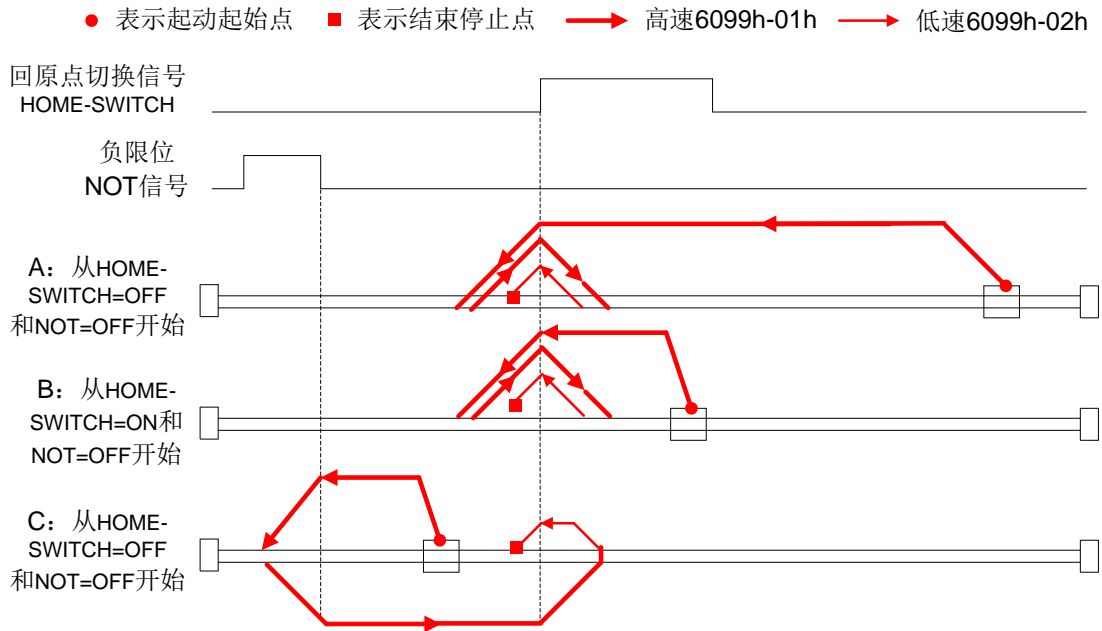 表示起动起始点 表示结束停止点 高速6099h-01h 低速6099h-02h
回原点切换信号
HOME-SWITCH
负限位
NOT信号
A：从HOME-
SWITCH=OFF
和NOT=OFF开始
B：从HOME-
SWITCH=ON和
NOT=OFF开始
C：从HOME-
SWITCH=OFF
和NOT=OFF开始